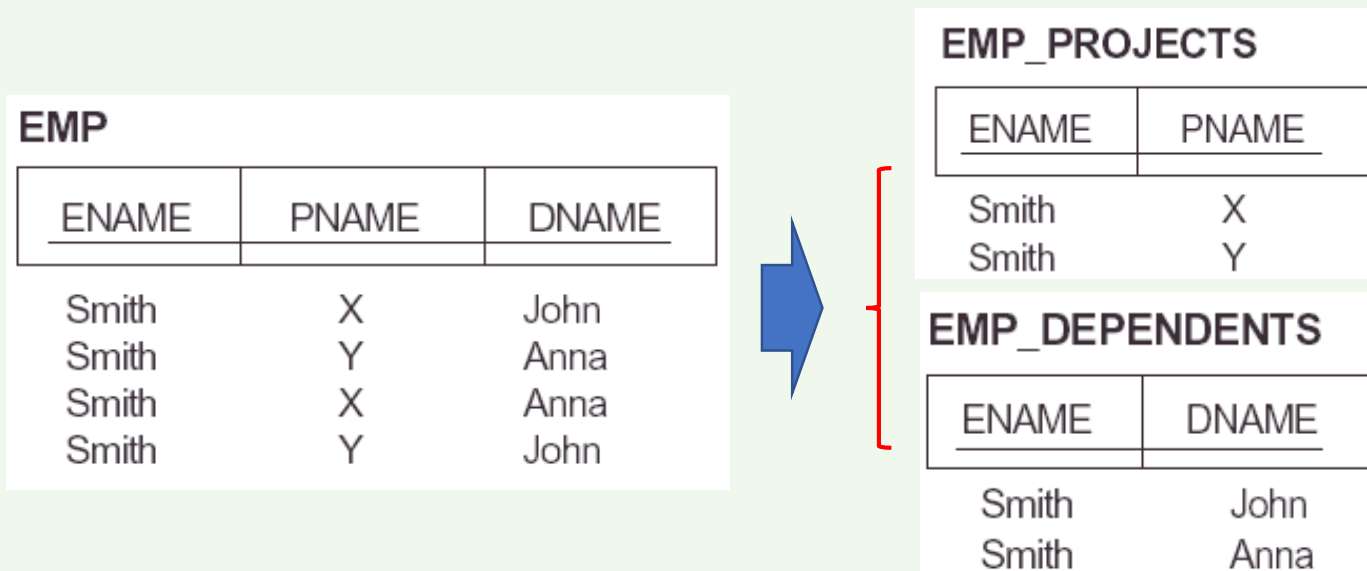 EMP
ENAME PNAME DNAME
Smith X John
Smith Y Anna
Smith X Anna
Smith Y John
EMP_PROJECTS
ENAME PNAME
Smith X
Smith Y
EMP_DEPENDENTS
ENAME DNAME
Smith John
Smith Anna